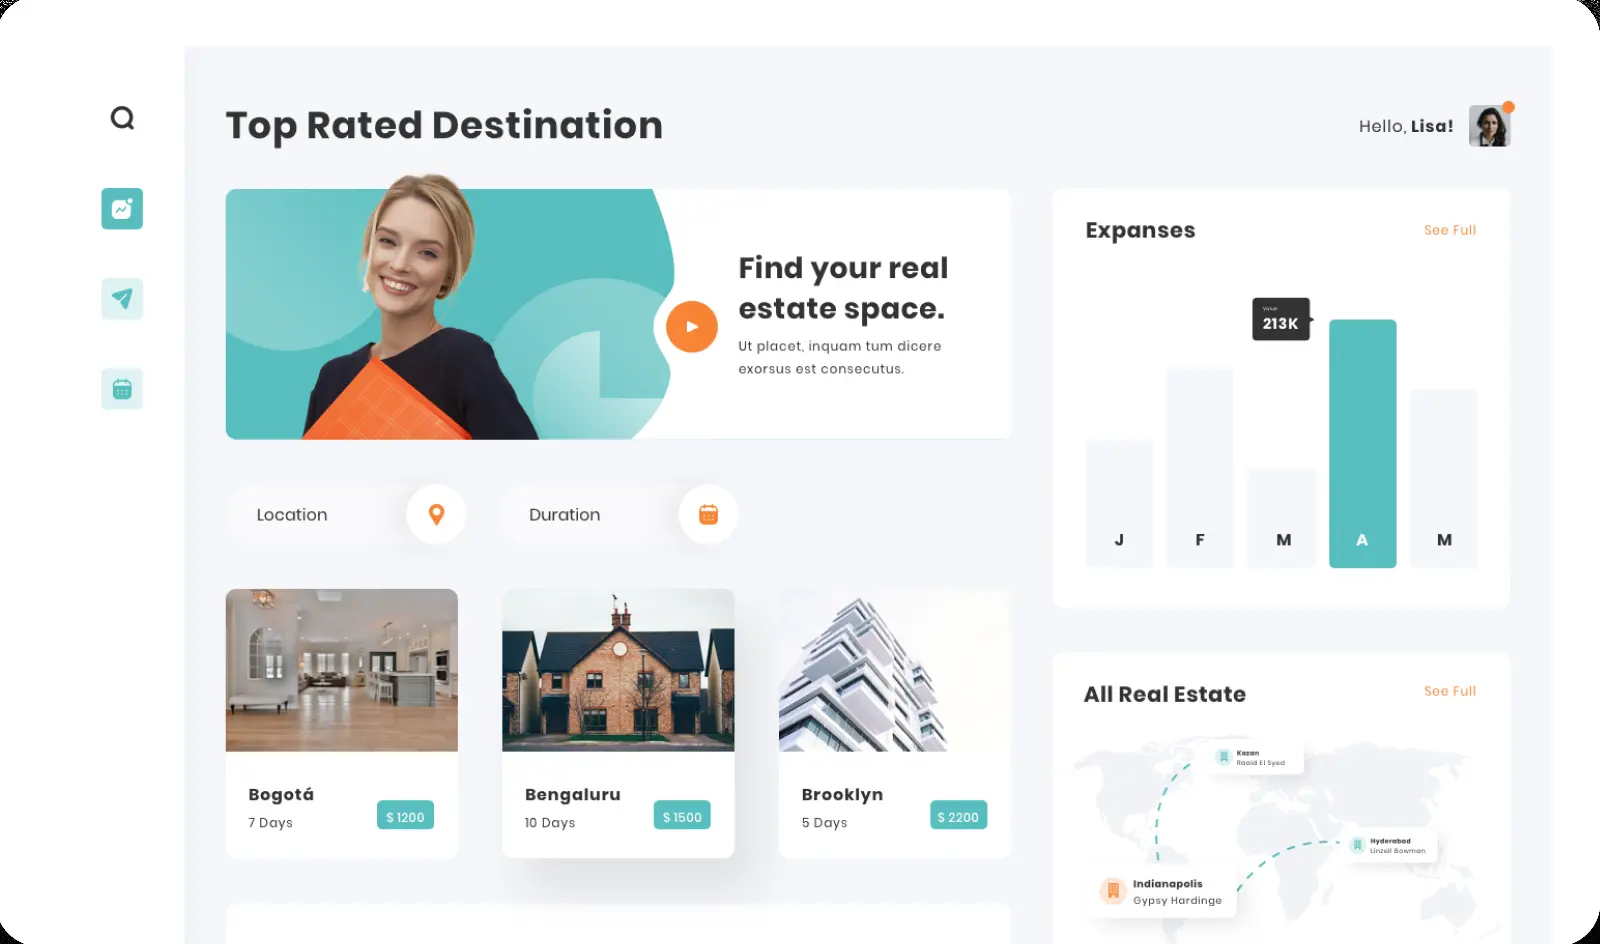 Top Rated Destination
Hello, Lisa!
Find your real
estate space.
Ut placet, inquam tum dicere
exorsus est consecutus.
Expanses
See Full
Value
213K
J
F
M
A
M
Location
Duration
Bogotá
7 Days
$ 1200
Bengaluru
10 Days
$ 1500
Brooklyn
5 Days
$ 2200
All Real Estate
See Full
Kazan
Raaid El Syed
Hyderabad
Linzell Bowman
Indianapolis
Gypsy Hardinge